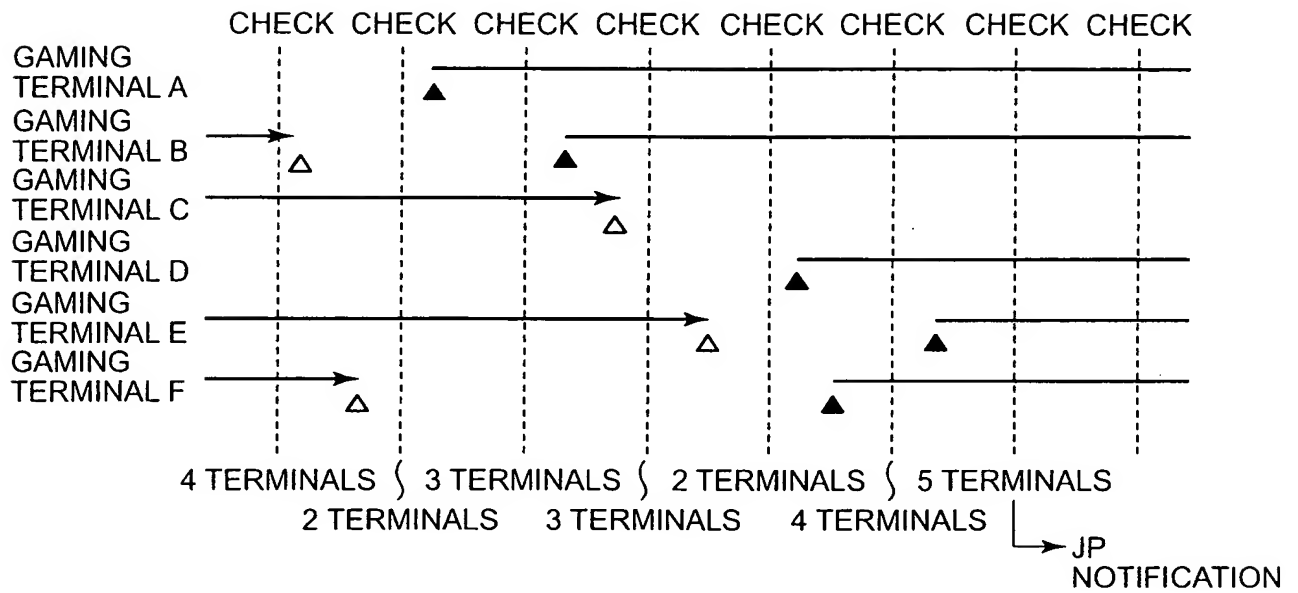 CHECK CHECK CHECK CHECK CHECK CHECK CHECK CHECK
GAMING
TERMINAL A
GAMING
TERMINAL B
GAMING
TERMINAL C
GAMING
TERMINAL D
GAMING
TERMINAL E
GAMING
TERMINAL F
4 TERMINALS 3 TERMINALS 2 TERMINALS 5 TERMINALS
2 TERMINALS 3 TERMINALS 4 TERMINALS
JP
NOTIFICATION